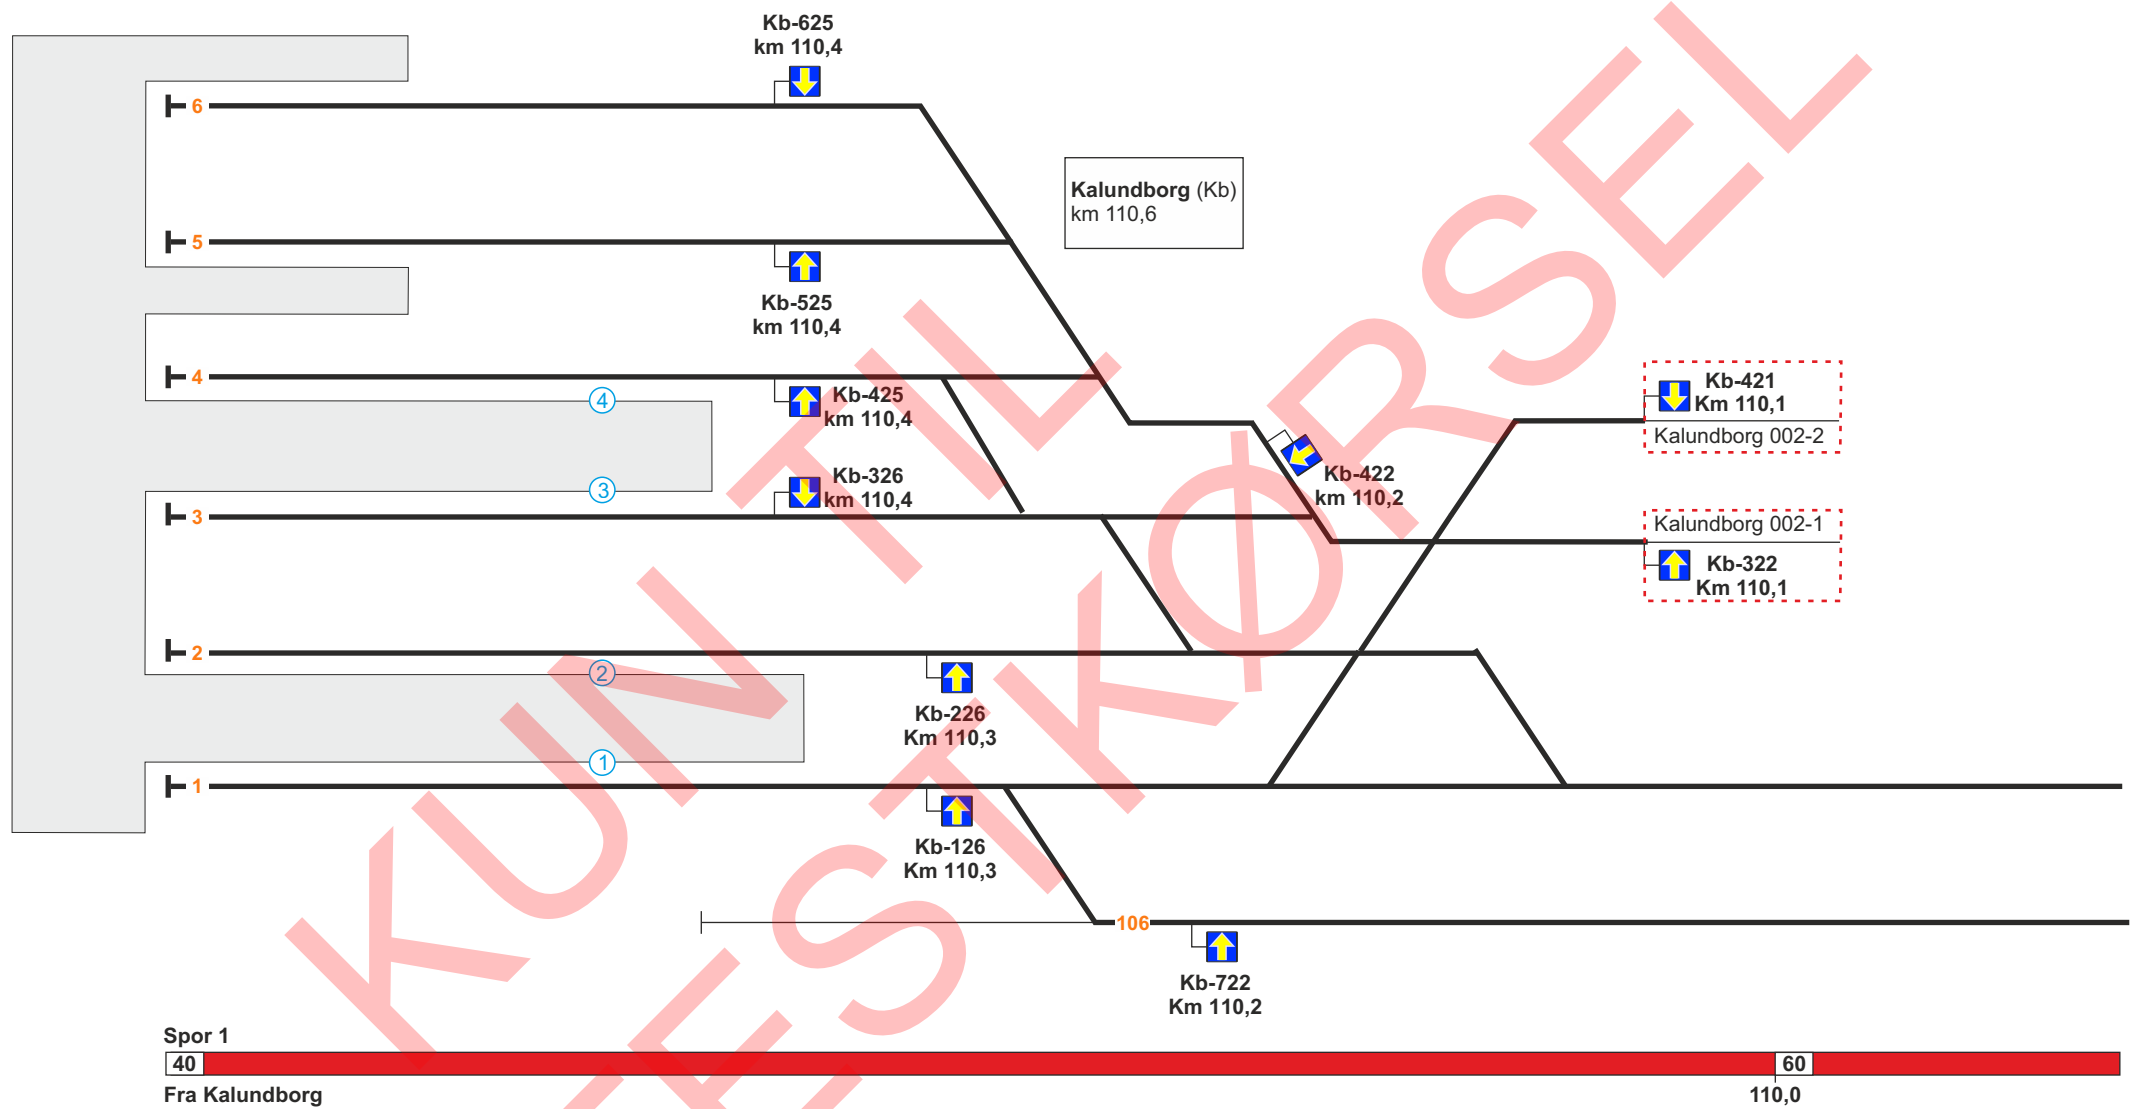 Kb-625
km 110,4
6
Kalundborg (Kb)
km 110,6
5
Kb-525
km 110,4
4
4
Kb-425
km 110,4
Kb-421
Km 110,1
Kalundborg 002-2
Kb-422
km 110,2
3
Kb-326
km 110,4
3
Kalundborg 002-1
Kb-322
Km 110,1
2
2
Kb-226
Km 110,3
1
1
Kb-126
Km 110,3
106
Kb-722
Km 110,2
Spor 1
40
60
Fra Kalundborg
110,0
KUN TIL
TESTKØRSEL